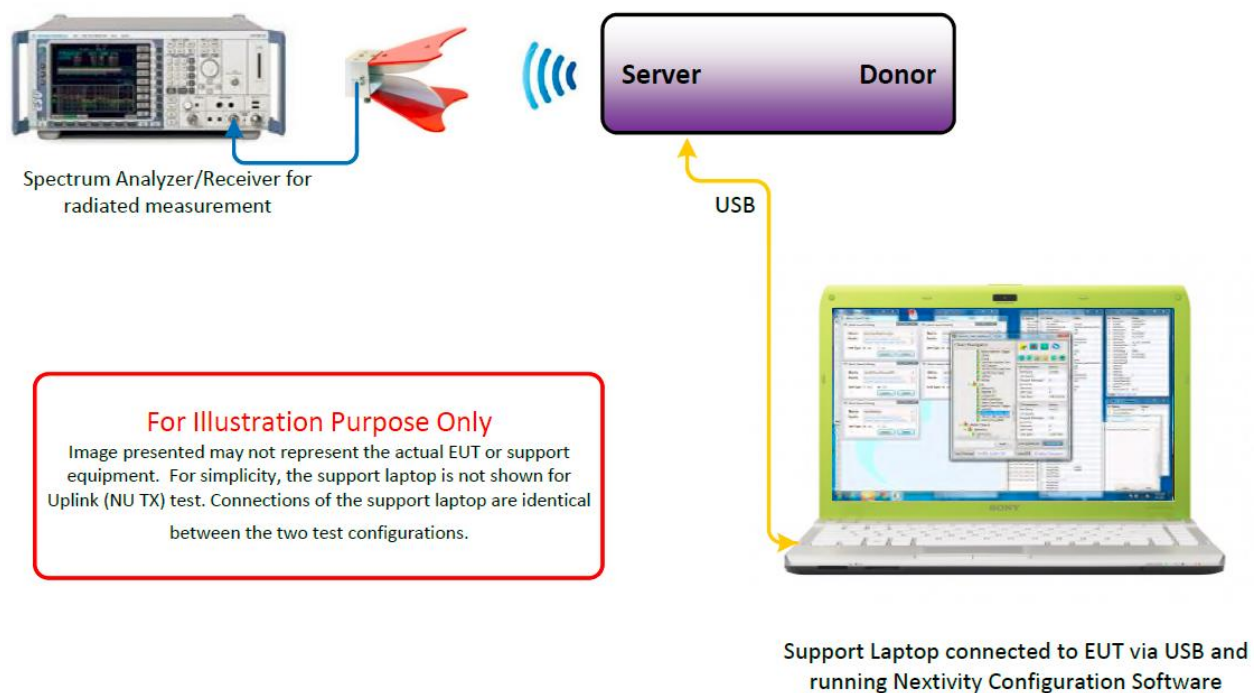 Server Donor
Spectrum Analyzer/Receiver for
radiated measurement
USB
For Illustration Purpose Only
Image presented may not represent the actual EUT or support
equipment. For simplicity, the support laptop is not shown for
Uplink (NU TX) test. Connections of the support laptop are identical
between the two test configurations.
SONY
Support Laptop connected to EUT via USB and
running Nextivity Configuration Software